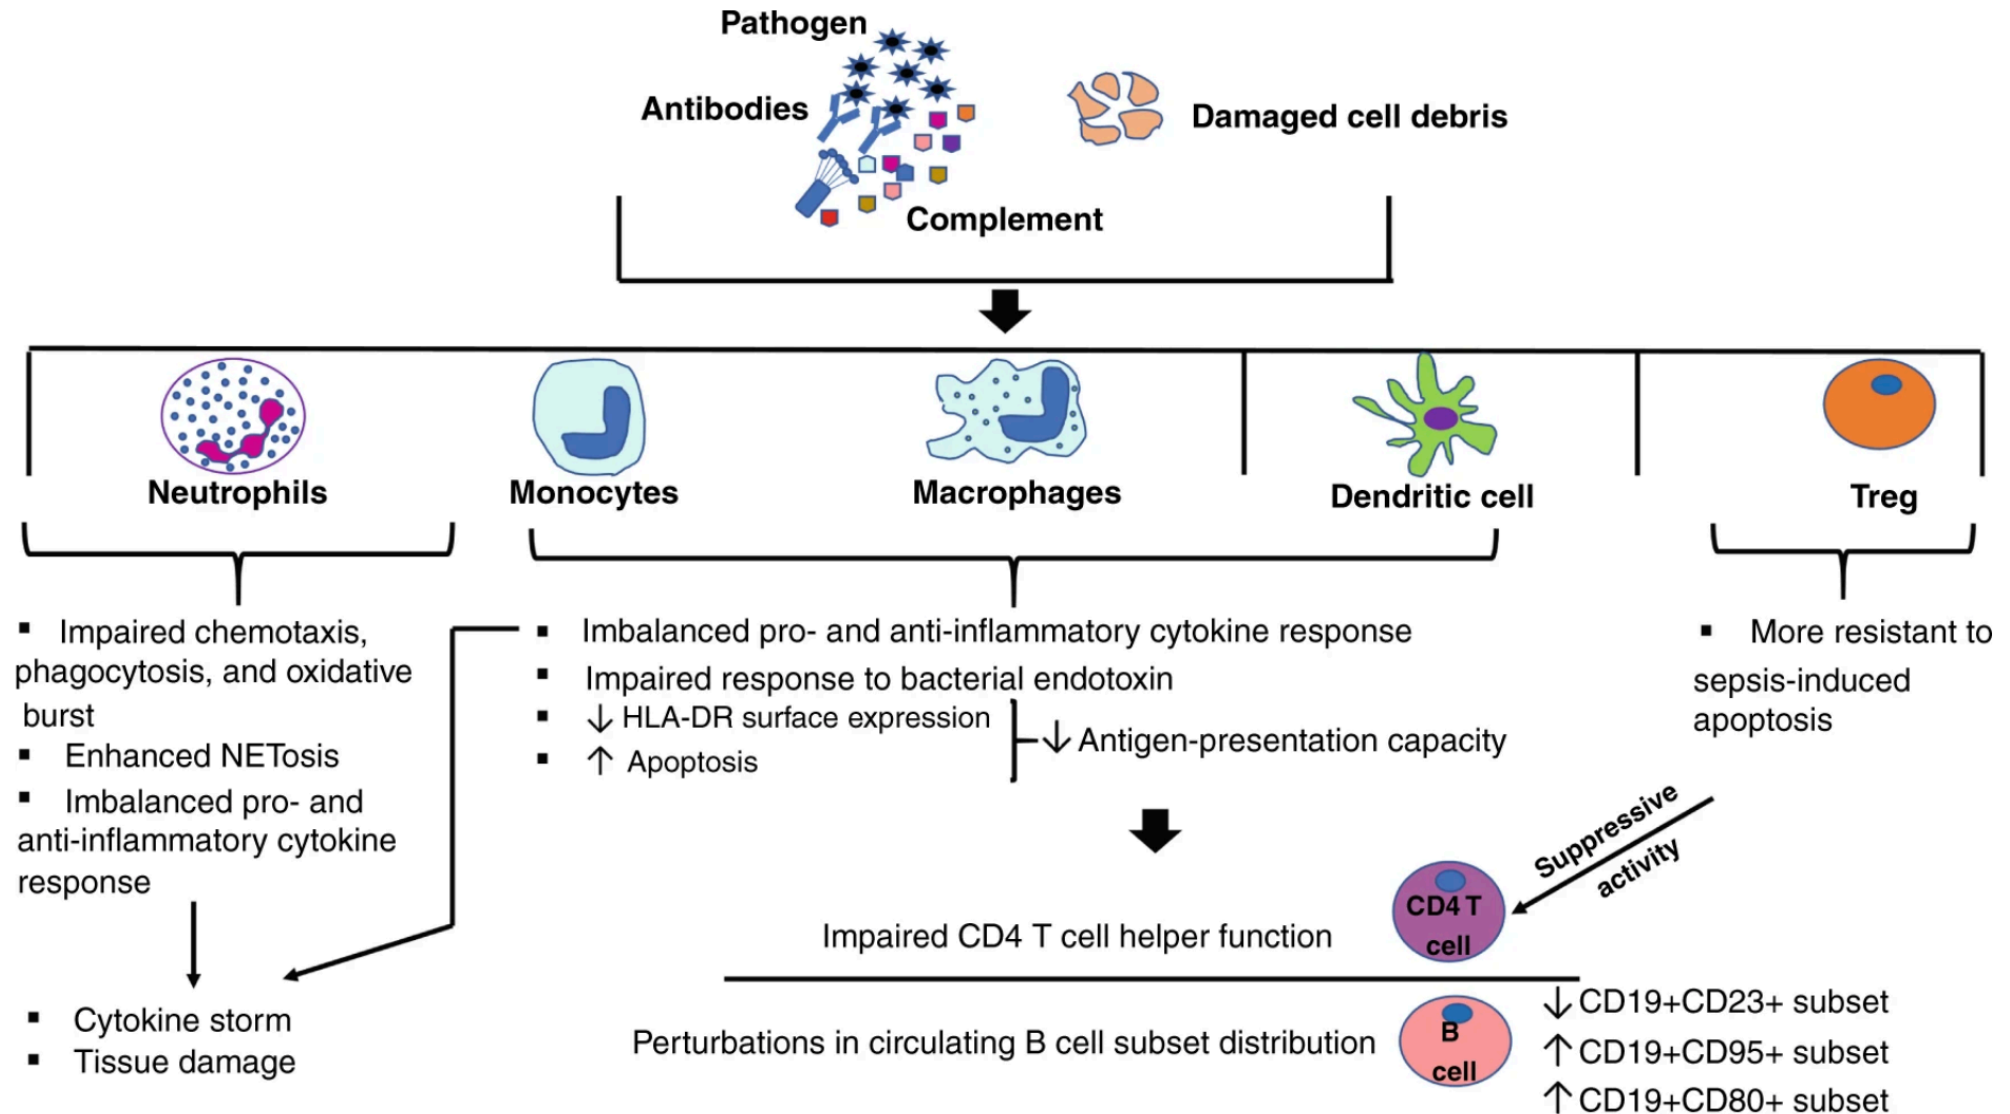 Pathogen
Antibodies
Damaged cell debris
Complement
Neutrophils
Monocytes
Macrophages
Dendritic cell
Treg
▪ Impaired chemotaxis,
phagocytosis, and oxidative
burst
▪ Enhanced NETosis
▪ Imbalanced pro- and
anti-inflammatory cytokine
response
▪ Imbalanced pro- and anti-inflammatory cytokine response
▪ Impaired response to bacterial endotoxin
▪ ↓ HLA-DR surface expression
▪ ↑ Apoptosis
↓ Antigen-presentation capacity
▪ More resistant to
sepsis-induced
apoptosis
Suppressive
activity
CD4 T
cell
Impaired CD4 T cell helper function
▪ Cytokine storm
▪ Tissue damage
Perturbations in circulating B cell subset distribution
B
cell
↓ CD19+CD23+ subset
↑ CD19+CD95+ subset
↑ CD19+CD80+ subset